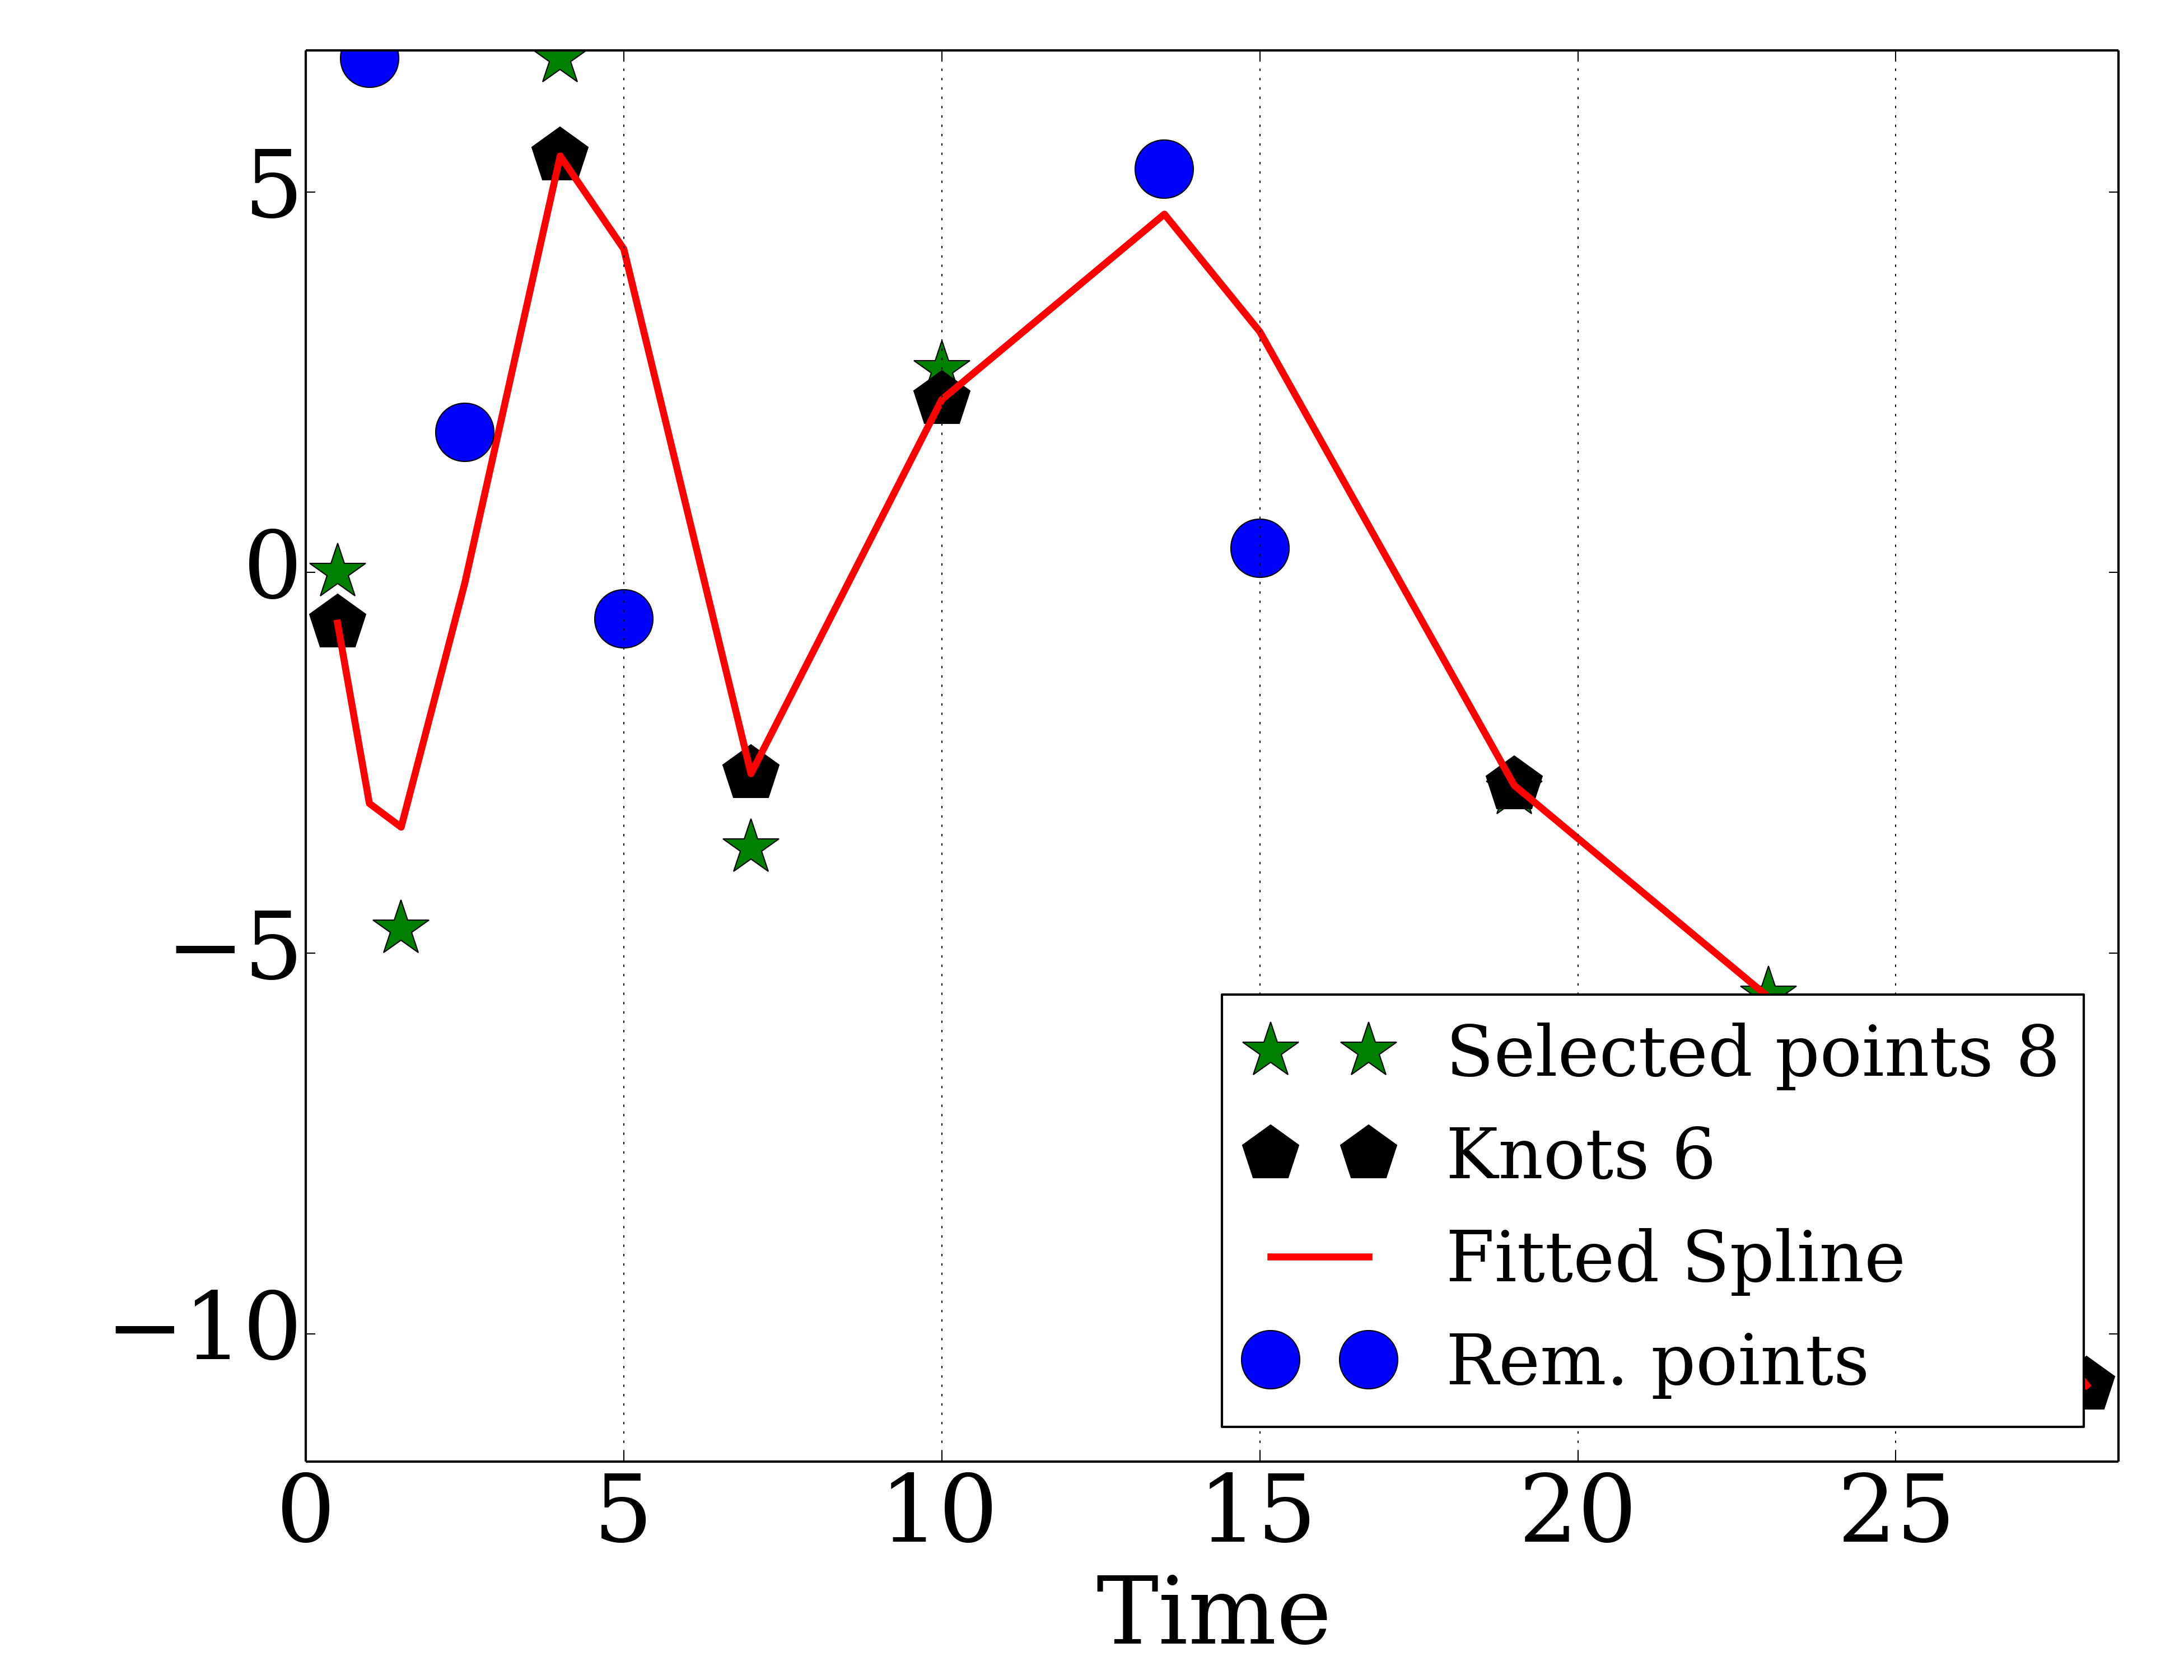 5
0
−5
−10
Selected points 8
Knots 6
Fitted Spline
Rem. points
0 5 10 15 20 25
Time